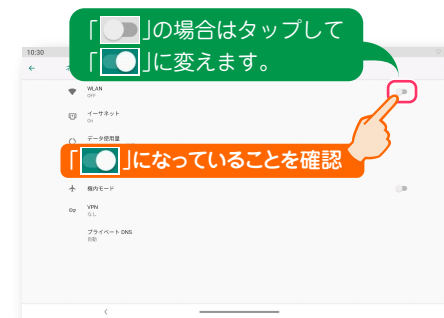 「 」の場合はタップして
「 」に変えます。
10:30
WLAN
OFF
イーサネット
ON
データ使用量
「 」になっていることを確認
機内モード
VPN
なし
プライベート DNS
自動